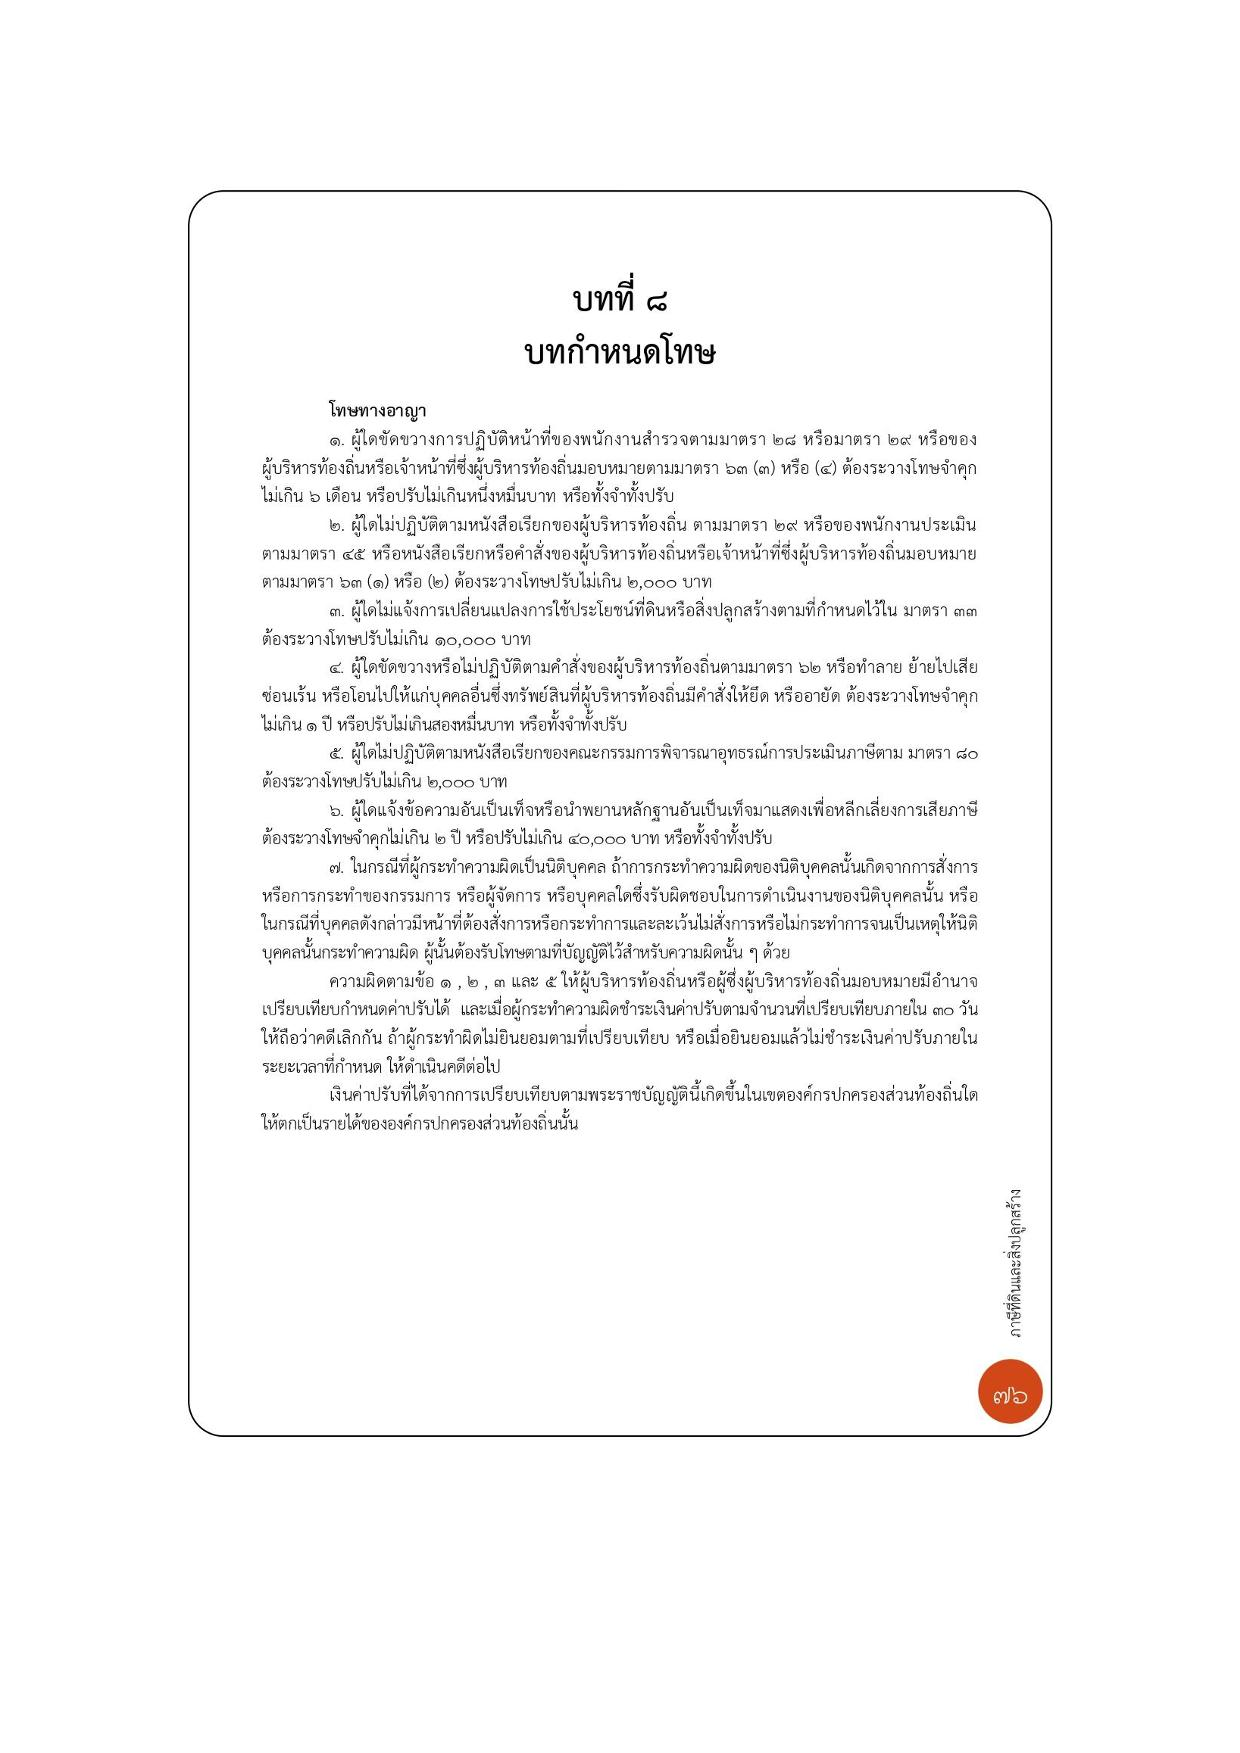 บทที่ ๘
บทกำหนดโทษ
โทษทางอาญา
๑. ผู้ใดขัดขวางการปฏิบัติหน้าที่ของพนักงานสำรวจตามมาตรา ๒๘ หรือมาตรา ๒๙ หรือของ
ผู้บริหารท้องถิ่นหรือเจ้าหน้าที่ซึ่งผู้บริหารท้องถิ่นมอบหมายตามมาตรา ๖๓ (๓) หรือ (๔) ต้องระวางโทษจำคุก
ไม่เกิน ๖ เดือน หรือปรับไม่เกินหนึ่งหมื่นบาท หรือทั้งจำทั้งปรับ
๒. ผู้ใดไม่ปฏิบัติตามหนังสือเรียกของผู้บริหารท้องถิ่น ตามมาตรา ๒๙ หรือของพนักงานประเมิน
ตามมาตรา ๔๕ หรือหนังสือเรียกหรือคำสั่งของผู้บริหารท้องถิ่นหรือเจ้าหน้าที่ซึ่งผู้บริหารท้องถิ่นมอบหมาย
ตามมาตรา ๖๓ (๑) หรือ (๒) ต้องระวางโทษปรับไม่เกิน ๒,๐๐๐ บาท
๓. ผู้ใดไม่แจ้งการเปลี่ยนแปลงการใช้ประโยชน์ที่ดินหรือสิ่งปลูกสร้างตามที่กำหนดไว้ใน มาตรา ๓๓
ต้องระวางโทษปรับไม่เกิน ๑๐,๐๐๐ บาท
๔. ผู้ใดขัดขวางหรือไม่ปฏิบัติตามคำสั่งของผู้บริหารท้องถิ่นตามมาตรา ๖๒ หรือทำลาย ย้ายไปเสีย
ซ่อนเร้น หรือโอนไปให้แก่บุคคลอื่นซึ่งทรัพย์สินที่ผู้บริหารท้องถิ่นมีคำสั่งให้ยึด หรืออายัด ต้องระวางโทษจำคุก
ไม่เกิน ๑ ปี หรือปรับไม่เกินสองหมื่นบาท หรือทั้งจำทั้งปรับ
๕. ผู้ใดไม่ปฏิบัติตามหนังสือเรียกของคณะกรรมการพิจารณาอุทธรณ์การประเมินภาษีตาม มาตรา ๘๐
ต้องระวางโทษปรับไม่เกิน ๒,๐๐๐ บาท
๖. ผู้ใดแจ้งข้อความอันเป็นเท็จหรือนำพยานหลักฐานอันเป็นเท็จมาแสดงเพื่อหลีกเลี่ยงการเสียภาษี
ต้องระวางโทษจำคุกไม่เกิน ๒ ปี หรือปรับไม่เกิน ๔๐,๐๐๐ บาท หรือทั้งจำทั้งปรับ
๗. ในกรณีที่ผู้กระทำความผิดเป็นนิติบุคคล ถ้าการกระทำความผิดของนิติบุคคลนั้นเกิดจากการสั่งการ
หรือการกระทำของกรรมการ หรือผู้จัดการ หรือบุคคลใดซึ่งรับผิดชอบในการดำเนินงานของนิติบุคคลนั้น หรือ
ในกรณีที่บุคคลดังกล่าวมีหน้าที่ต้องสั่งการหรือกระทำการและละเว้นไม่สั่งการหรือไม่กระทำการจนเป็นเหตุให้นิติ
บุคคลนั้นกระทำความผิด ผู้นั้นต้องรับโทษตามที่บัญญัติไว้สำหรับความผิดนั้น ๆ ด้วย
ความผิดตามข้อ ๑ , ๒ , ๓ และ ๕ ให้ผู้บริหารท้องถิ่นหรือผู้ซึ่งผู้บริหารท้องถิ่นมอบหมายมีอำนาจ
เปรียบเทียบกำหนดค่าปรับได้ และเมื่อผู้กระทำความผิดชำระเงินค่าปรับตามจำนวนที่เปรียบเทียบภายใน ๓๐ วัน
ให้ถือว่าคดีเลิกกัน ถ้าผู้กระทำผิดไม่ยินยอมตามที่เปรียบเทียบ หรือเมื่อยินยอมแล้วไม่ชำระเงินค่าปรับภายใน
ระยะเวลาที่กำหนด ให้ดำเนินคดีต่อไป
เงินค่าปรับที่ได้จากการเปรียบเทียบตามพระราชบัญญัตินี้เกิดขึ้นในเขตองค์กรปกครองส่วนท้องถิ่นใด
ให้ตกเป็นรายได้ขององค์กรปกครองส่วนท้องถิ่นนั้น
ภาษีที่ดินและสิ่งปลูกสร้าง
๗๖